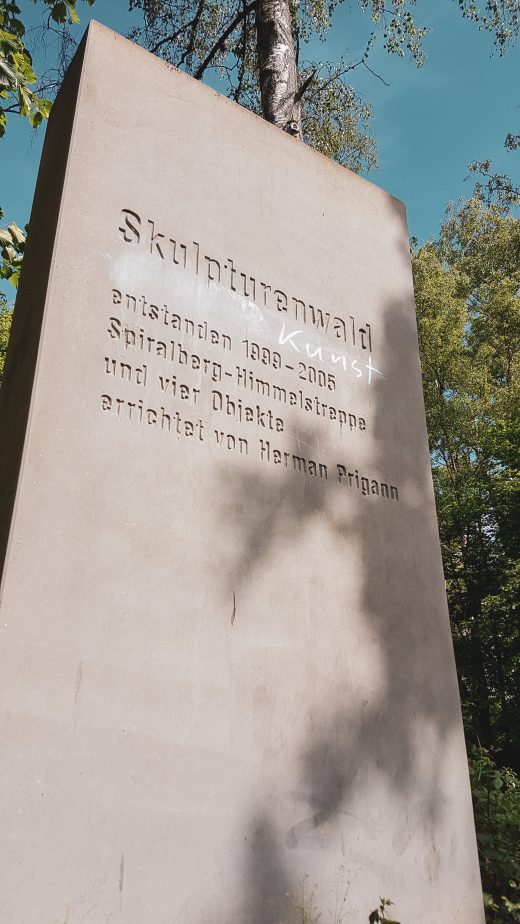 Skulpturenwald
Kunst
entstanden 1999-2005
Spiralberg-Himmelstreppe
und vier Objekte
errichtet von Herman Prigann